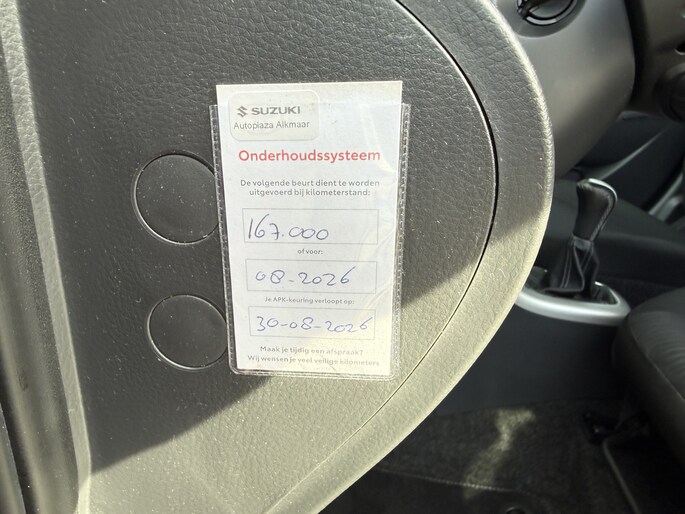 SUZUKI
Autoplaza Alkmaar
Onderhoudssysteem
De volgende beurt dient te worden
uitgevoerd bij kilometerstand:
167.000
of voor:
08-2026
Je APK-keuring verloopt op:
30-08-2026
Maak je tijdig een afspraak?
Wij wensen je veel veilige kilometers